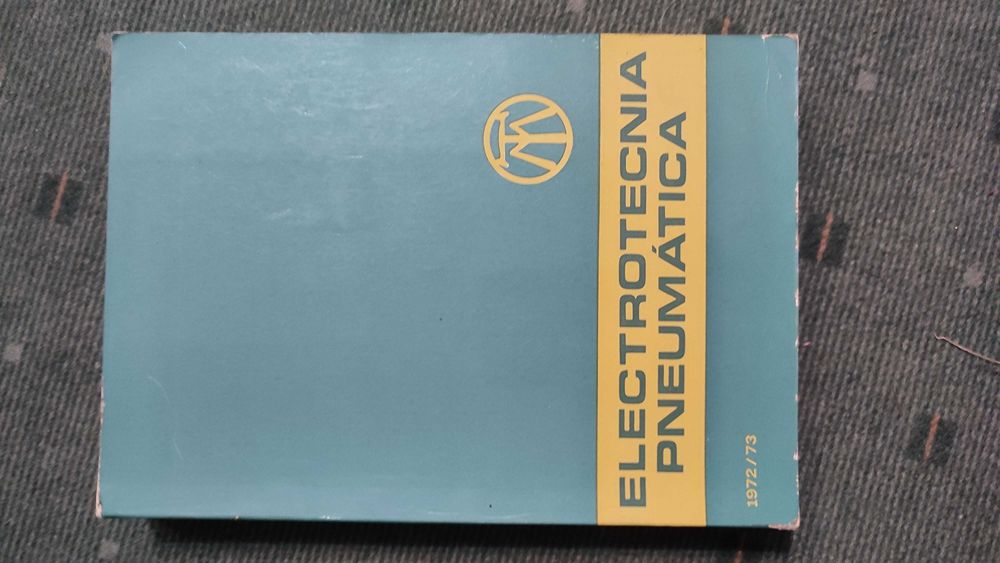 ELECTROTECNIA
PNEUMÁTICA
1972/73